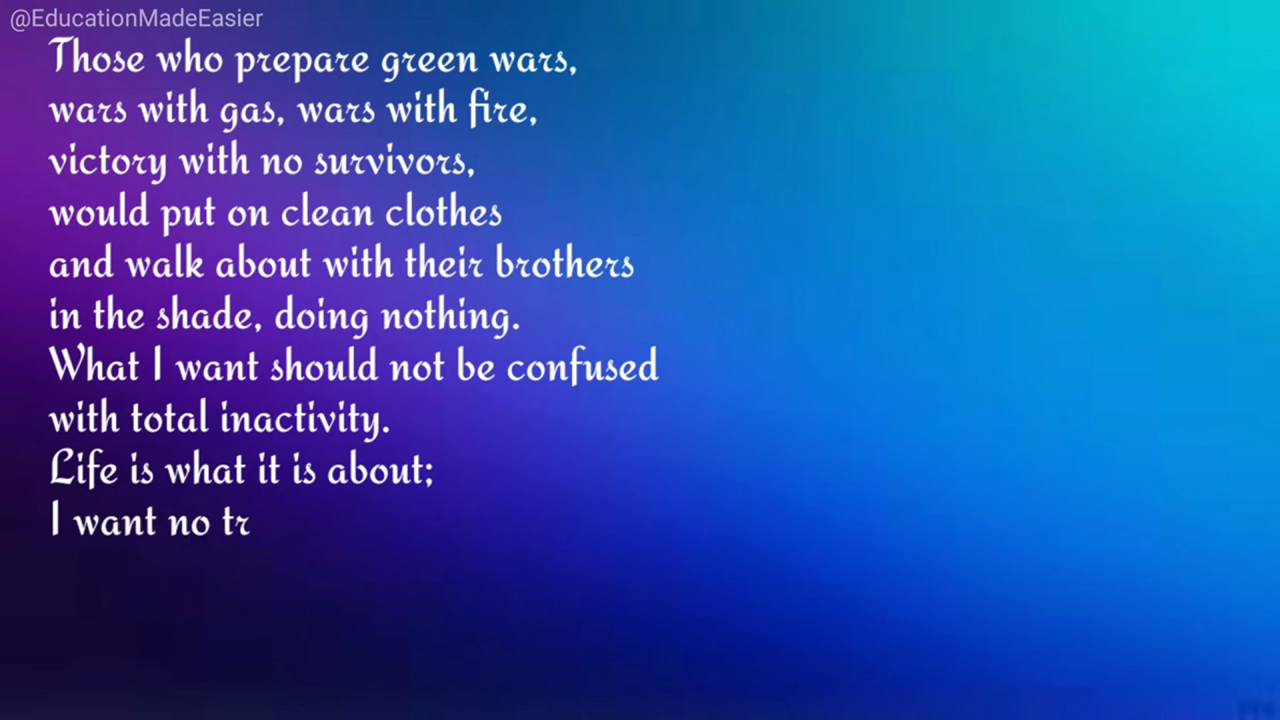 @EducationMadeEasier
Those who prepare green wars,
wars with gas, wars with fire,
victory with no survivors,
would put on clean clothes
and walk about with their brothers
in the shade, doing nothing.
What I want should not be confused
with total inactivity.
Life is what it is about;
I want no tr